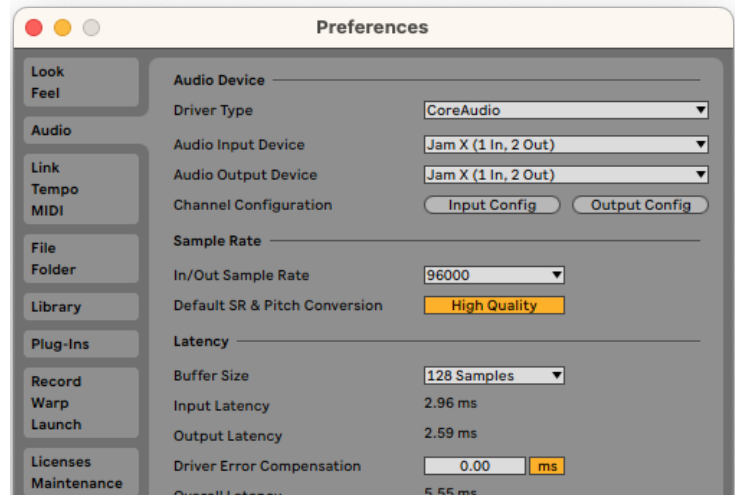 Preferences
Look
Feel
Audio
Link
Tempo
MIDI
File
Folder
Library
Plug-Ins
Record
Warp
Launch
Licenses
Maintenance
Audio Device
Driver Type CoreAudio
Audio Input Device Jam X (1 In, 2 Out)
Audio Output Device Jam X (1 In, 2 Out)
Channel Configuration Input Config Output Config
Sample Rate
In/Out Sample Rate 96000
Default SR & Pitch Conversion High Quality
Latency
Buffer Size 128 Samples
Input Latency 2.96 ms
Output Latency 2.59 ms
Driver Error Compensation 0.00 ms
Overall Latency 5.55 ms